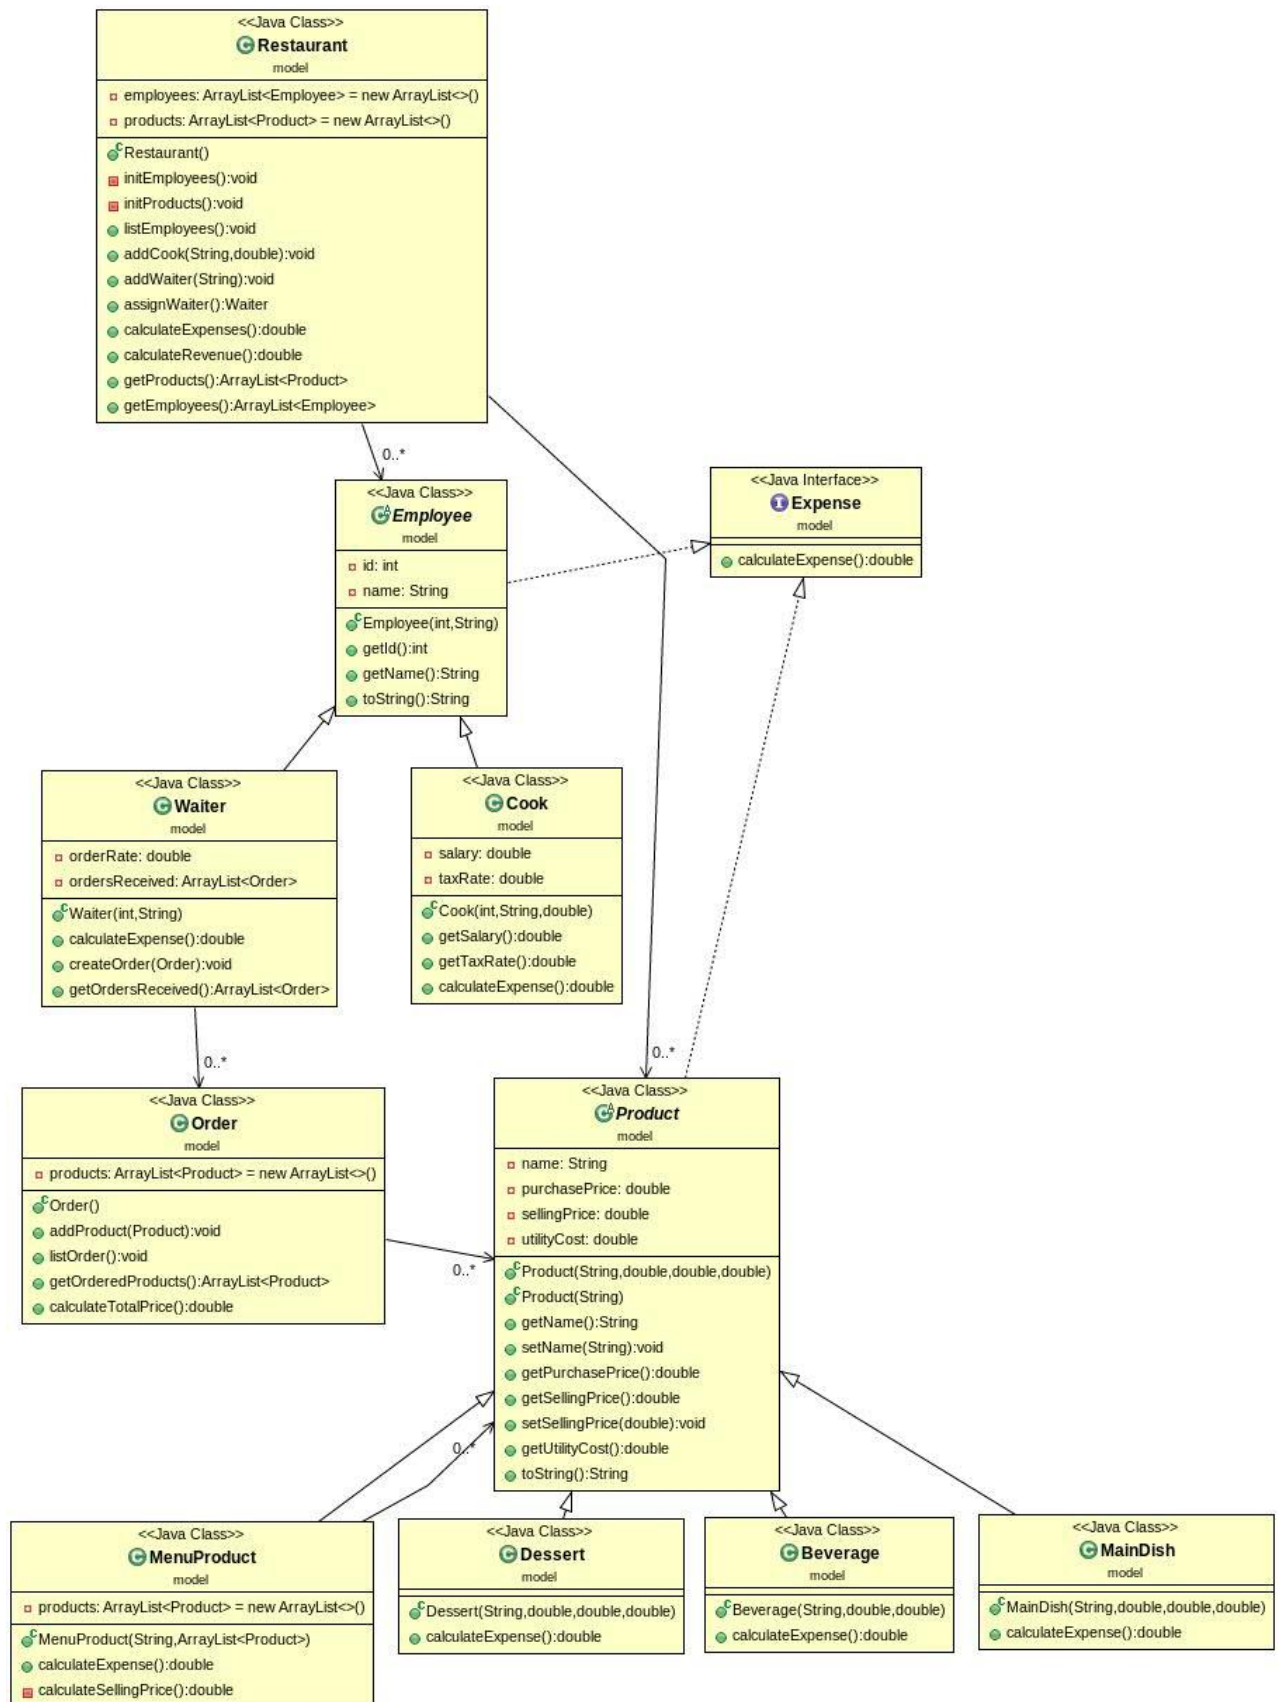 <<Java Class>>
Restaurant
model
employees: ArrayList<Employee> = new ArrayList<>()
products: ArrayList<Product> = new ArrayList<>()
Restaurant()
initEmployees():void
initProducts():void
listEmployees():void
addCook(String,double):void
addWaiter(String):void
assignWaiter():Waiter
calculateExpenses():double
calculateRevenue():double
getProducts():ArrayList<Product>
getEmployees():ArrayList<Employee>
0..*
<<Java Class>>
Employee
model
id: int
name: String
Employee(int,String)
getId():int
getName():String
toString():String
<<Java Interface>>
Expense
model
calculateExpense():double
<<Java Class>>
Waiter
model
orderRate: double
ordersReceived: ArrayList<Order>
Waiter(int,String)
calculateExpense():double
createOrder(Order):void
getOrdersReceived():ArrayList<Order>
<<Java Class>>
Cook
model
salary: double
taxRate: double
Cook(int,String,double)
getSalary():double
getTaxRate():double
calculateExpense():double
0..*
0..*
<<Java Class>>
Order
model
products: ArrayList<Product> = new ArrayList<>()
Order()
addProduct(Product):void
listOrder():void
getOrderedProducts():ArrayList<Product>
calculateTotalPrice():double
0..*
<<Java Class>>
Product
model
name: String
purchasePrice: double
sellingPrice: double
utilityCost: double
Product(String,double,double,double)
Product(String)
getName():String
setName(String):void
getPurchasePrice():double
getSellingPrice():double
setSellingPrice(double):void
getUtilityCost():double
toString():String
0..*
<<Java Class>>
MenuProduct
model
products: ArrayList<Product> = new ArrayList<>()
MenuProduct(String,ArrayList<Product>)
calculateExpense():double
calculateSellingPrice():double
<<Java Class>>
Dessert
model
Dessert(String,double,double,double)
calculateExpense():double
<<Java Class>>
Beverage
model
Beverage(String,double,double)
calculateExpense():double
<<Java Class>>
MainDish
model
MainDish(String,double,double,double)
calculateExpense():double